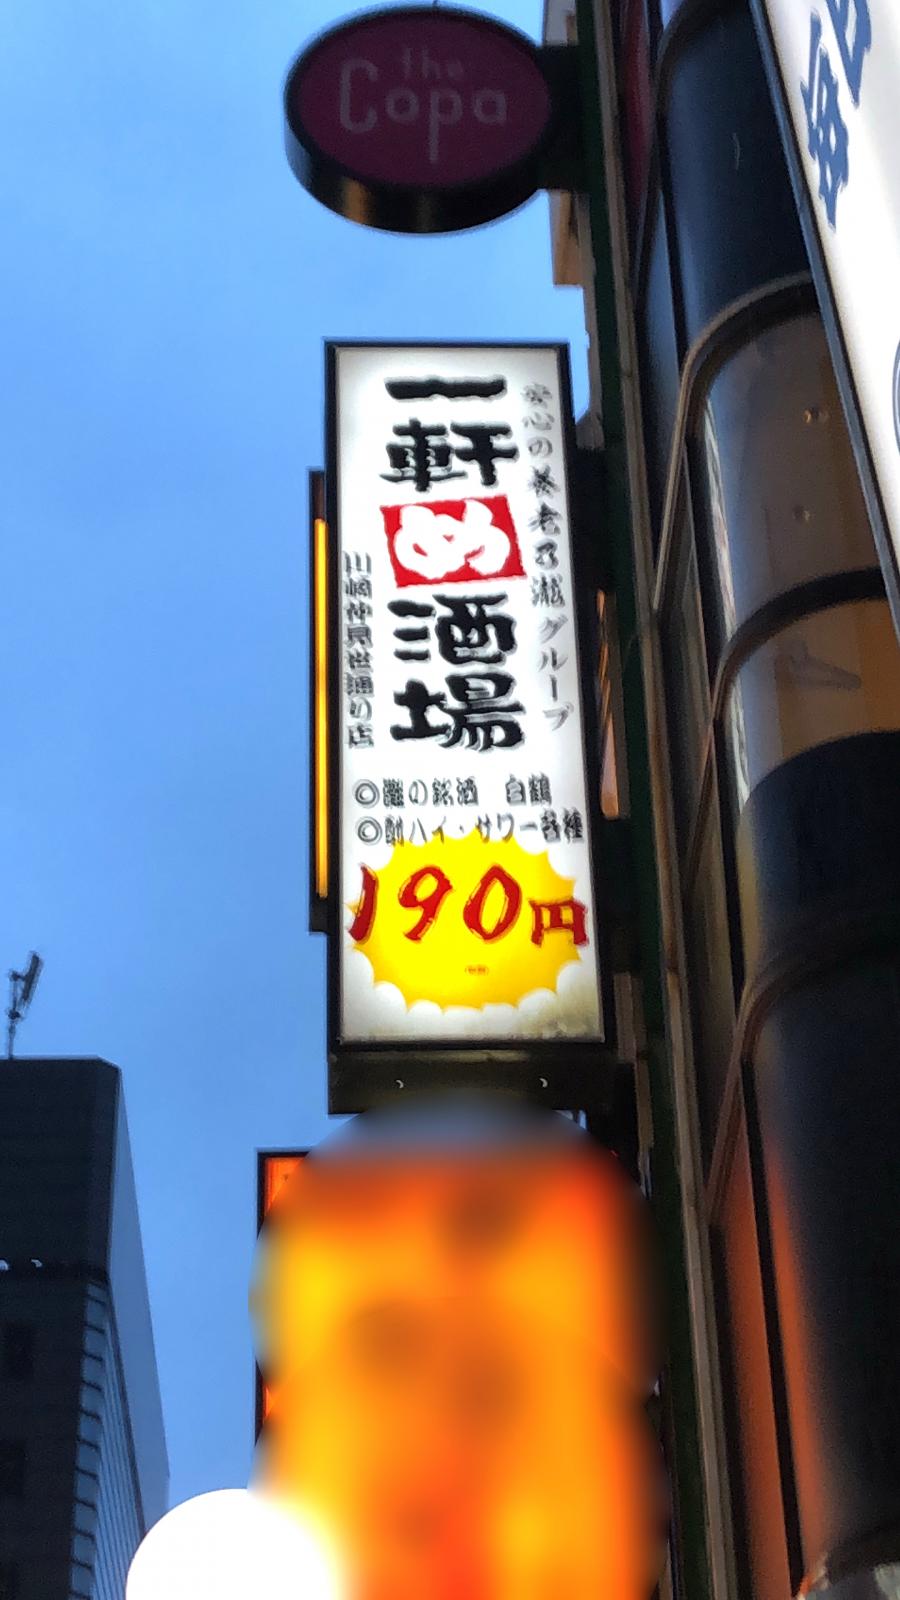 the
Copa
毎日
安心の養老乃瀧グループ
一軒め酒場
川崎仲見世通り店
◎灘の銘酒 白鶴
◎酎ハイ・サワー各種
190円